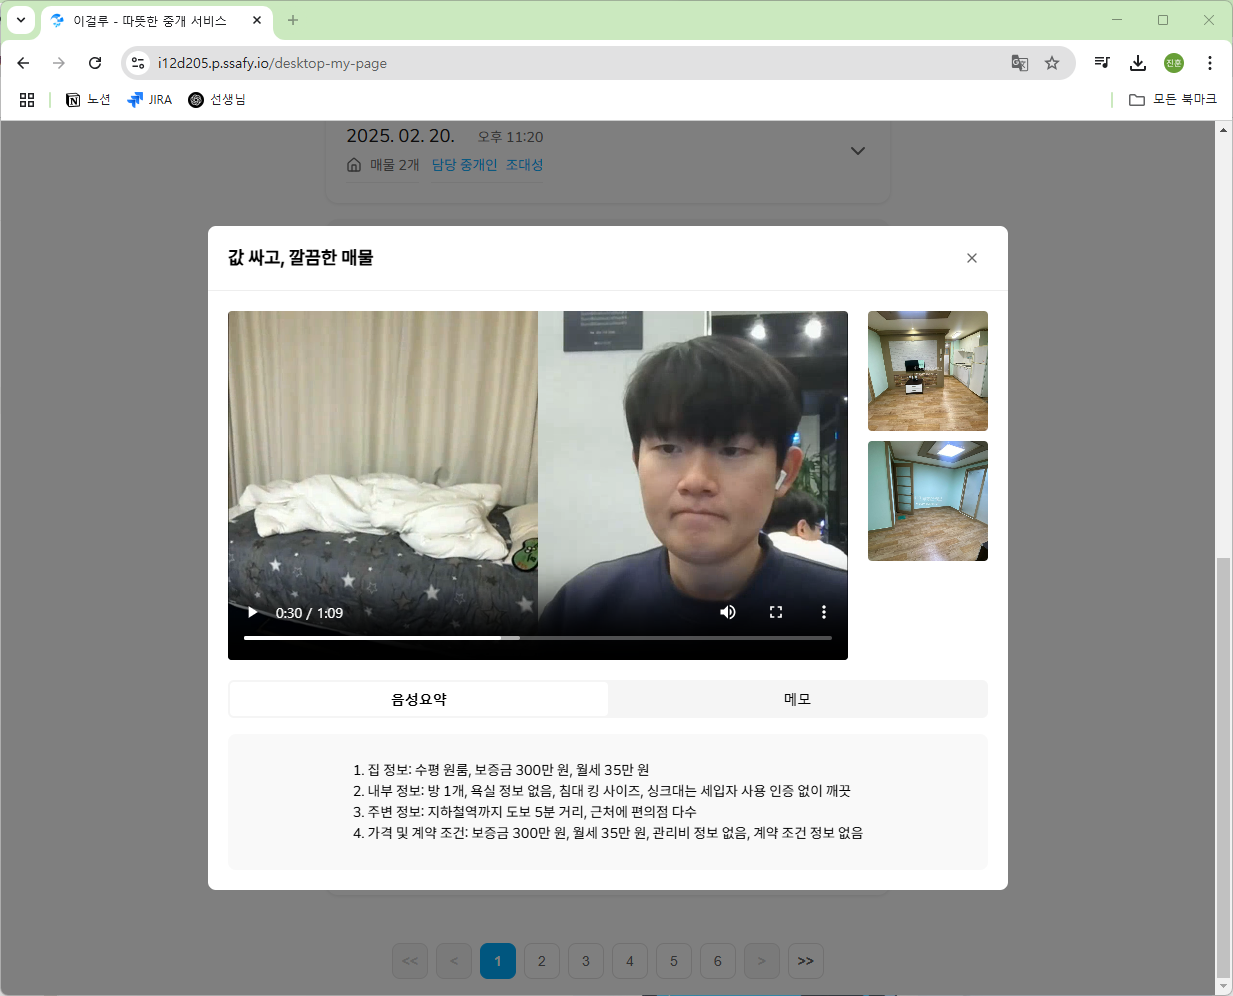 이걸루 - 따뜻한 중개 서비스
i12d205.p.ssafy.io/desktop-my-page
진훈
노션
JIRA
선생님
모든 북마크
2025. 02. 20. 오후 11:20
매물 2개 담당 중개인 조대성
값 싸고, 깔끔한 매물
0:30 / 1:09
음성요약
메모
1. 집 정보: 수평 원룸, 보증금 300만 원, 월세 35만 원
2. 내부 정보: 방 1개, 욕실 정보 없음, 침대 킹 사이즈, 싱크대는 세입자 사용 인증 없이 깨끗
3. 주변 정보: 지하철역까지 도보 5분 거리, 근처에 편의점 다수
4. 가격 및 계약 조건: 보증금 300만 원, 월세 35만 원, 관리비 정보 없음, 계약 조건 정보 없음
<< < 1 2 3 4 5 6 > >>